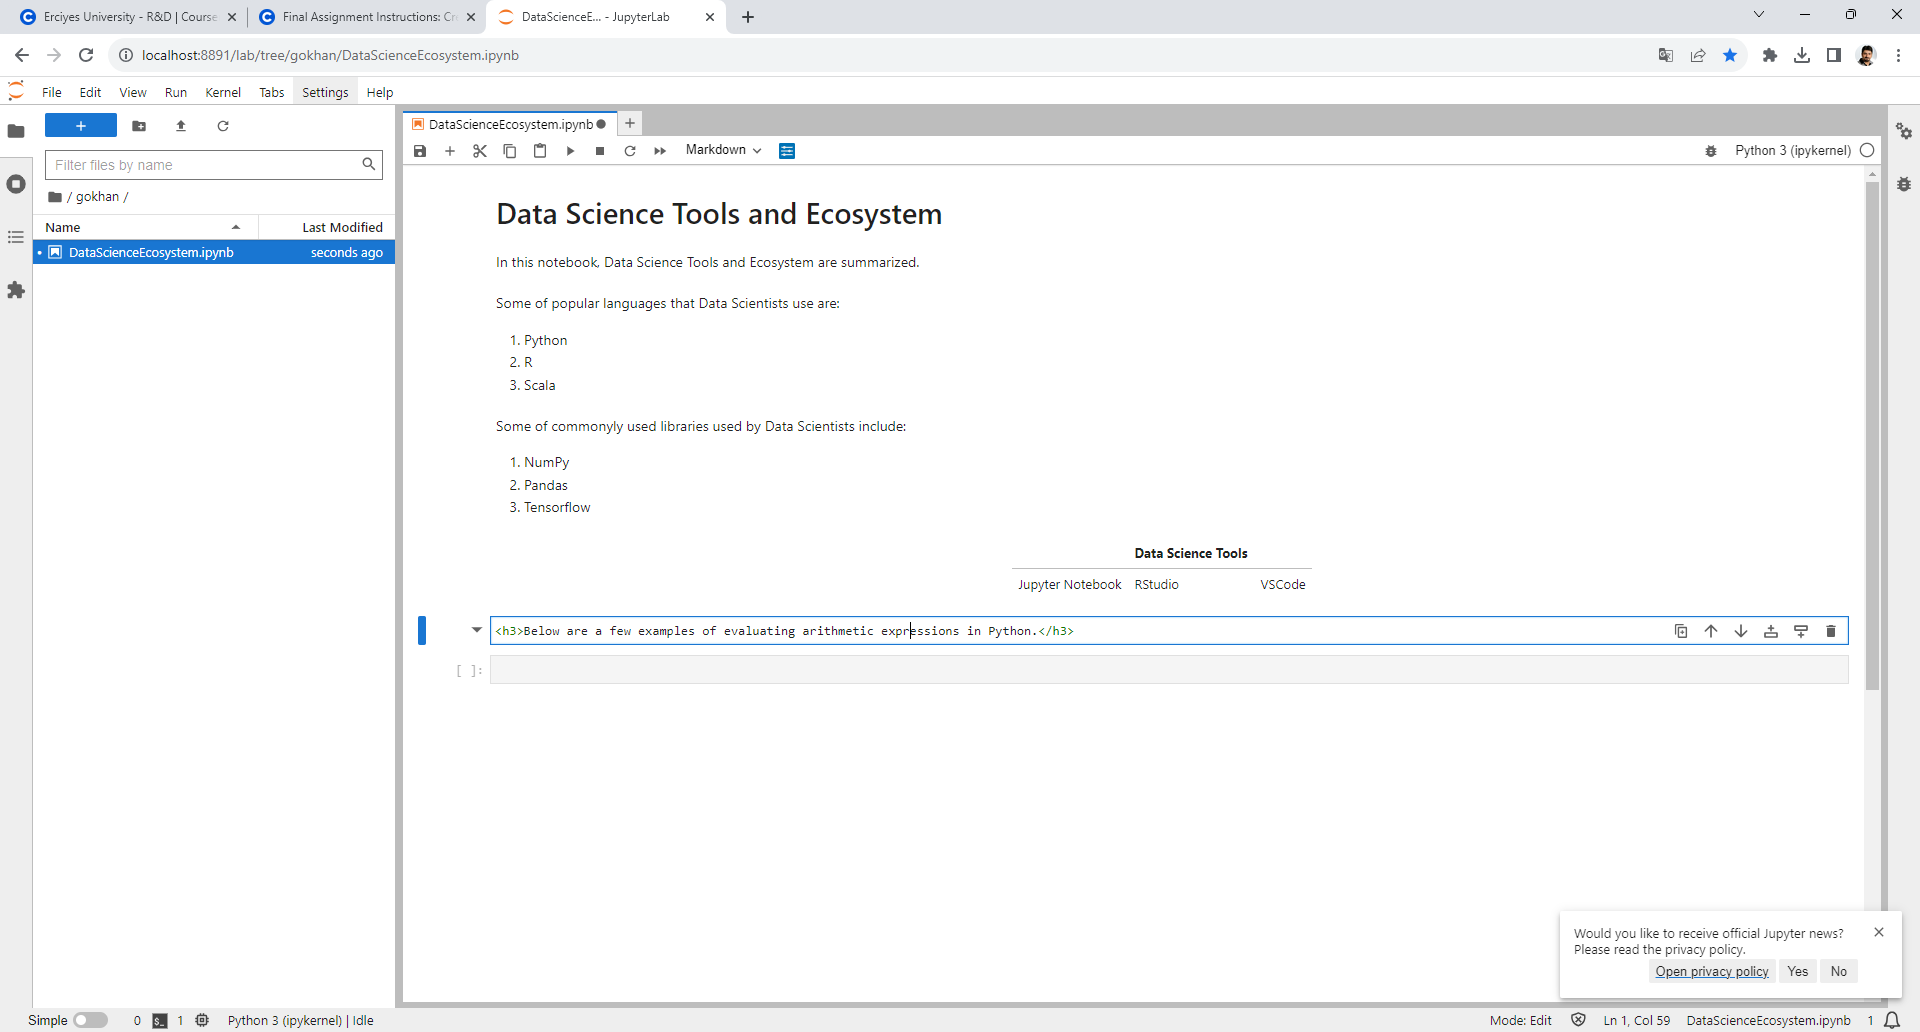 Erciyes University - R&D | Course
Final Assignment Instructions: Cr
DataScienceE... - JupyterLab
localhost:8891/lab/tree/gokhan/DataScienceEcosystem.ipynb
File Edit View Run Kernel Tabs Settings Help
+
Filter files by name
/ gokhan /
Name Last Modified
DataScienceEcosystem.ipynb seconds ago
DataScienceEcosystem.ipynb
Markdown
Python 3 (ipykernel)
Data Science Tools and Ecosystem
In this notebook, Data Science Tools and Ecosystem are summarized.
Some of popular languages that Data Scientists use are:
1. Python
2. R
3. Scala
Some of commonyly used libraries used by Data Scientists include:
1. NumPy
2. Pandas
3. Tensorflow
Data Science Tools
Jupyter Notebook RStudio VSCode
<h3>Below are a few examples of evaluating arithmetic expressions in Python.</h3>
[ ]:
Would you like to receive official Jupyter news?
Please read the privacy policy.
Open privacy policy Yes No
Simple 0 $_ 1 Python 3 (ipykernel) | Idle
Mode: Edit Ln 1, Col 59 DataScienceEcosystem.ipynb 1